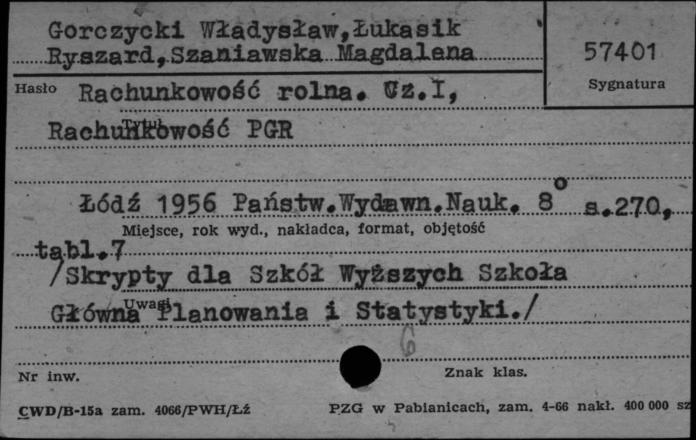 Gorczycki Władysław,Łukasik
Ryszard,Szaniawska Magdalena
57401
Sygnatura
Hasło Rachunkowość rolna. Cz.I,
Tytuł
Rachunkowość PGR
Łódź 1956 Państw.Wydawn.Nauk. 8° s.270,
Miejsce, rok wyd., nakładca, format, objętość
tabl.7
/Skrypty dla Szkół Wyższych Szkoła
Uwagi
Główna Planowania i Statystyki./
6
Nr inw. Znak klas.
CWD/B-15a zam. 4066/PWH/Łź PZG w Pabianicach, zam. 4-66 nakł. 400 000 sz